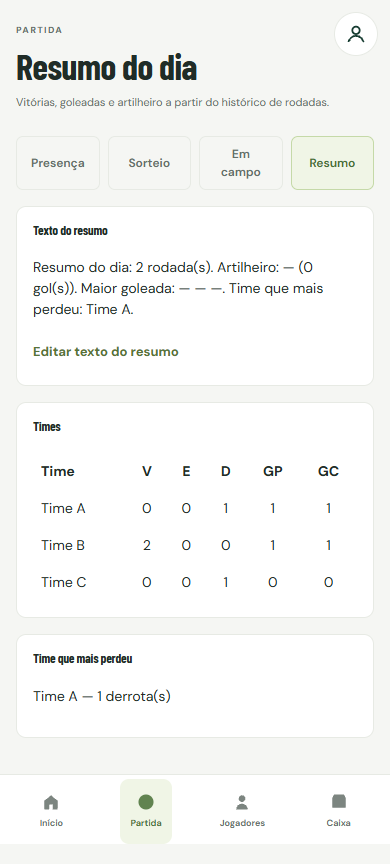 PARTIDA
Resumo do dia
Vitórias, goleadas e artilheiro a partir do histórico de rodadas.
Presença
Sorteio
Em
campo
Resumo
Texto do resumo
Resumo do dia: 2 rodada(s). Artilheiro: — (0
gol(s)). Maior goleada: — — —. Time que mais
perdeu: Time A.
Editar texto do resumo
Times
Time V E D GP GC
Time A 0 0 1 1 1
Time B 2 0 0 1 1
Time C 0 0 1 0 0
Time que mais perdeu
Time A — 1 derrota(s)
Início
Partida
Jogadores
Caixa